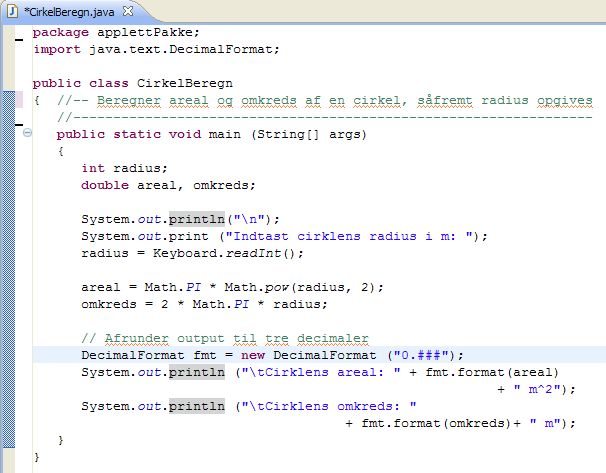 *CirkelBeregn.java
package applettPakke;
import java.text.DecimalFormat;
public class CirkelBeregn
{  //-- Beregner areal og omkreds af en cirkel, såfremt radius opgives
//-----------------------------------------------------------------
public static void main (String[] args)
{
int radius;
double areal, omkreds;
System.out.println("\n");
System.out.print ("Indtast cirklens radius i m: ");
radius = Keyboard.readInt();
areal = Math.PI * Math.pow(radius, 2);
omkreds = 2 * Math.PI * radius;
// Afrunder output til tre decimaler
DecimalFormat fmt = new DecimalFormat ("0.###");
System.out.println ("\tCirklens areal: " + fmt.format(areal)
+ " m^2");
System.out.println ("\tCirklens omkreds: "
+ fmt.format(omkreds)+ " m");
}
}